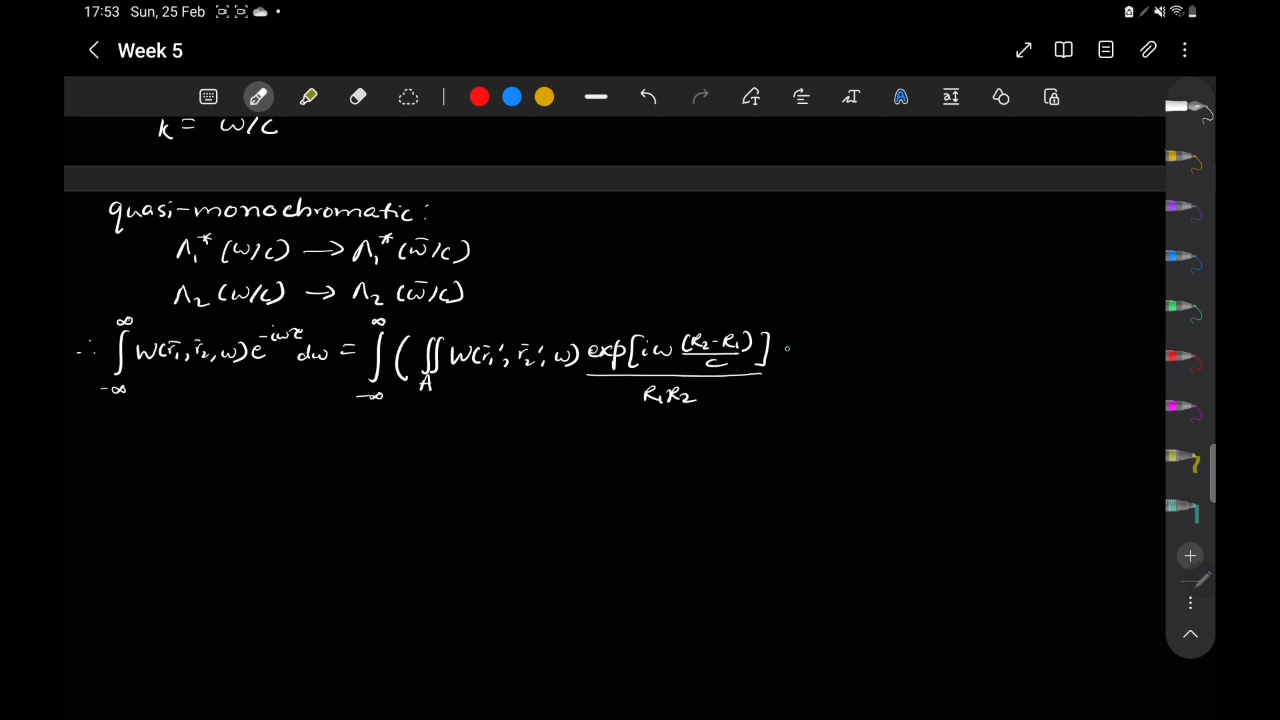 17:53 Sun, 25 Feb
Week 5
k = ω/c
quasi-monochromatic:
Λ₁* (ω/c) → Λ₁* (ω̄/c)
Λ₂ (ω/c) → Λ₂ (ω̄/c)
∴ ∫_{-∞}^{∞} W(r̄₁, r̄₂, ω) e^{-iωτ} dω = ∫_{-∞}^{∞} ( ∬_A W(r̄₁', r̄₂', ω) exp[iω (R₂-R₁)/c] / R₁R₂ ·